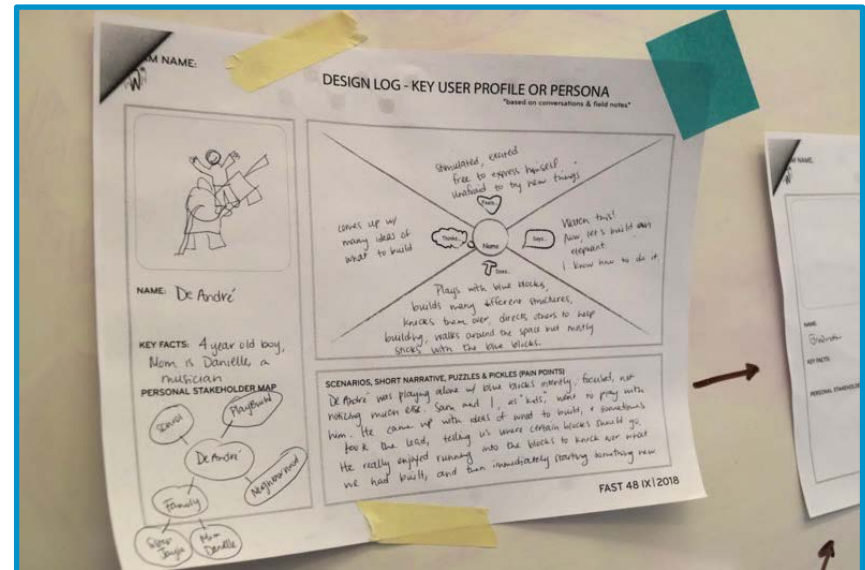 M NAME:
DESIGN LOG - KEY USER PROFILE OR PERSONA
*based on conversations & field notes*
NAME: De André
KEY FACTS: 4 year old boy,
Mom is Danielle, a
musician
PERSONAL STAKEHOLDER MAP
School
PlayBuild
De André
Neighborhood
Family
Sister
Mom
Danielle
stimulated, excited
free to express himself
unafraid to try new things
Feels...
comes up w/
many ideas of
what to build
Thinks...
Name
Says...
Watch this!
Now, let's build an
elephant
I know how to do it.
Does...
Plays with blue blocks,
builds many different structures,
knocks them over, directs others to help
building, walks around the space but mostly
sticks with the blue blocks.
SCENARIOS, SHORT NARRATIVE, PUZZLES & PICKLES (PAIN POINTS)
De André was playing alone w/ blue blocks intently, focused, not
noticing much else. Sara and I, as "kids," went to play with
him. He came up with ideas of what to build, & sometimes
took the lead, telling us where certain blocks should go.
He really enjoyed running into the blocks to knock over what
we had built, and then immediately starting something new
FAST 48 IX|2018
NAME:
NAME:
KEY FACTS:
PERSONAL STAKEHOLDER